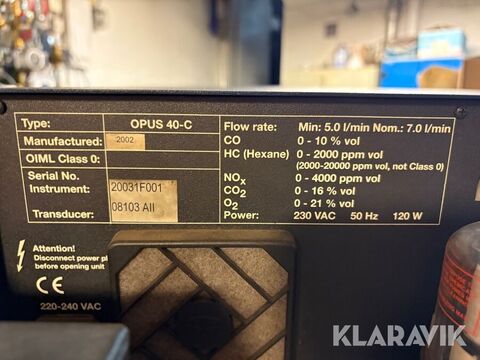 Type: OPUS 40-C
Manufactured: 2002
OIML Class 0:
Serial No.
Instrument: 20031F001
Transducer: 08103 AII
Flow rate: Min: 5.0 l/min Nom.: 7.0 l/min
CO 0 - 10 % vol
HC (Hexane) 0 - 2000 ppm vol
(2000-20000 ppm vol, not Class 0)
NOx 0 - 4000 ppm vol
CO2 0 - 16 % vol
O2 0 - 21 % vol
Power: 230 VAC 50 Hz 120 W
Attention!
Disconnect power
before opening unit
CE
220-240 VAC
KLARAVIK